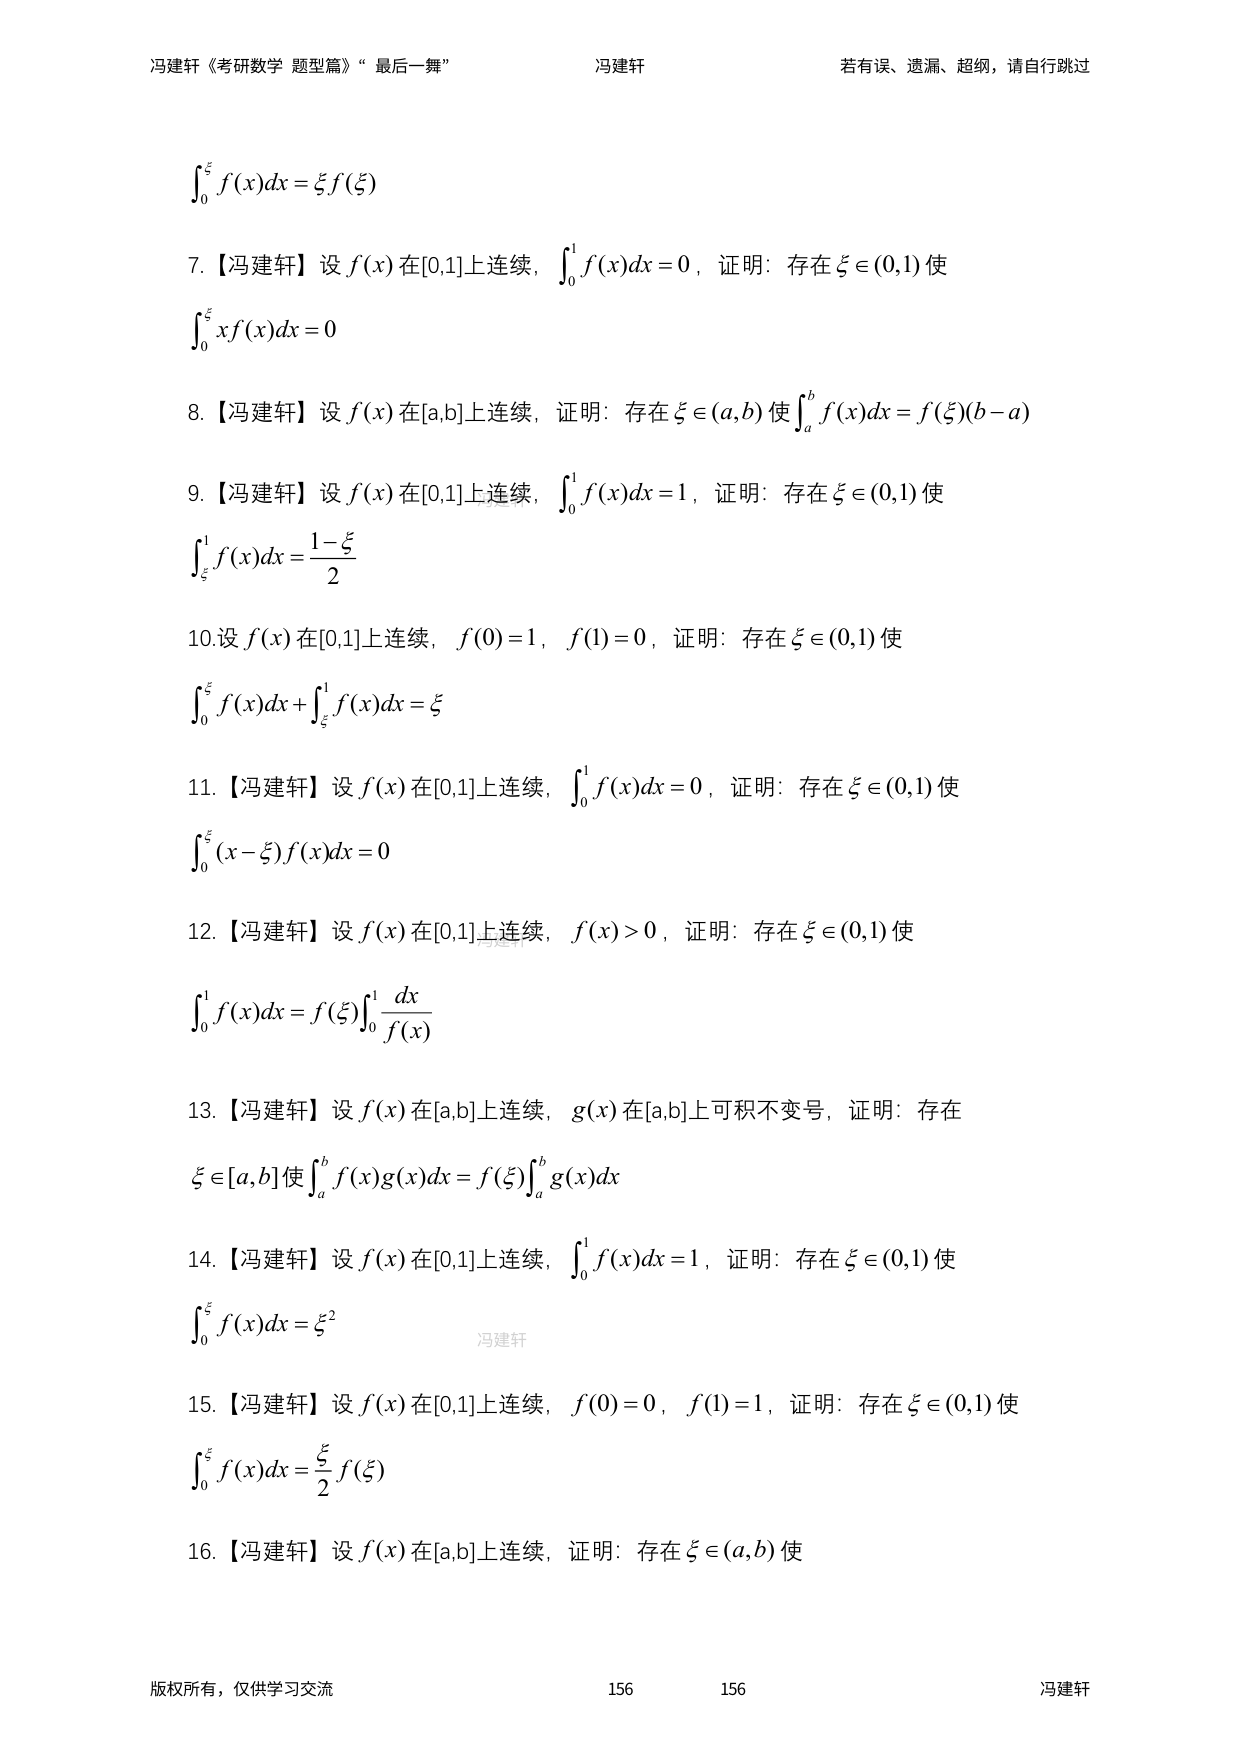 冯建轩《考研数学 题型篇》“ 最后一舞” 冯建轩 若有误、遗漏、超纲，请自行跳过
∫_0^ξ f(x)dx = ξ f(ξ)
7.【冯建轩】设 f(x) 在[0,1]上连续， ∫_0^1 f(x)dx = 0 ，证明：存在 ξ∈(0,1) 使
∫_0^ξ xf(x)dx = 0
8.【冯建轩】设 f(x) 在[a,b]上连续，证明：存在 ξ∈(a,b) 使 ∫_a^b f(x)dx = f(ξ)(b−a)
9.【冯建轩】设 f(x) 在[0,1]上连续， ∫_0^1 f(x)dx = 1 ，证明：存在 ξ∈(0,1) 使
冯建轩
∫_ξ^1 f(x)dx = (1−ξ)/2
10.设 f(x) 在[0,1]上连续， f(0)=1， f(1)=0 ，证明：存在 ξ∈(0,1) 使
∫_0^ξ f(x)dx + ∫_ξ^1 f(x)dx = ξ
11.【冯建轩】设 f(x) 在[0,1]上连续， ∫_0^1 f(x)dx = 0 ，证明：存在 ξ∈(0,1) 使
∫_0^ξ (x−ξ)f(x)dx = 0
12.【冯建轩】设 f(x) 在[0,1]上连续， f(x)>0 ，证明：存在 ξ∈(0,1) 使
冯建轩
∫_0^1 f(x)dx = f(ξ)∫_0^1 dx/f(x)
13.【冯建轩】设 f(x) 在[a,b]上连续， g(x) 在[a,b]上可积不变号，证明：存在
ξ∈[a,b] 使 ∫_a^b f(x)g(x)dx = f(ξ)∫_a^b g(x)dx
14.【冯建轩】设 f(x) 在[0,1]上连续， ∫_0^1 f(x)dx = 1 ，证明：存在 ξ∈(0,1) 使
∫_0^ξ f(x)dx = ξ²
冯建轩
15.【冯建轩】设 f(x) 在[0,1]上连续， f(0)=0 ， f(1)=1，证明：存在 ξ∈(0,1) 使
∫_0^ξ f(x)dx = ξ/2 f(ξ)
16.【冯建轩】设 f(x) 在[a,b]上连续，证明：存在 ξ∈(a,b) 使
版权所有，仅供学习交流 156 156 冯建轩